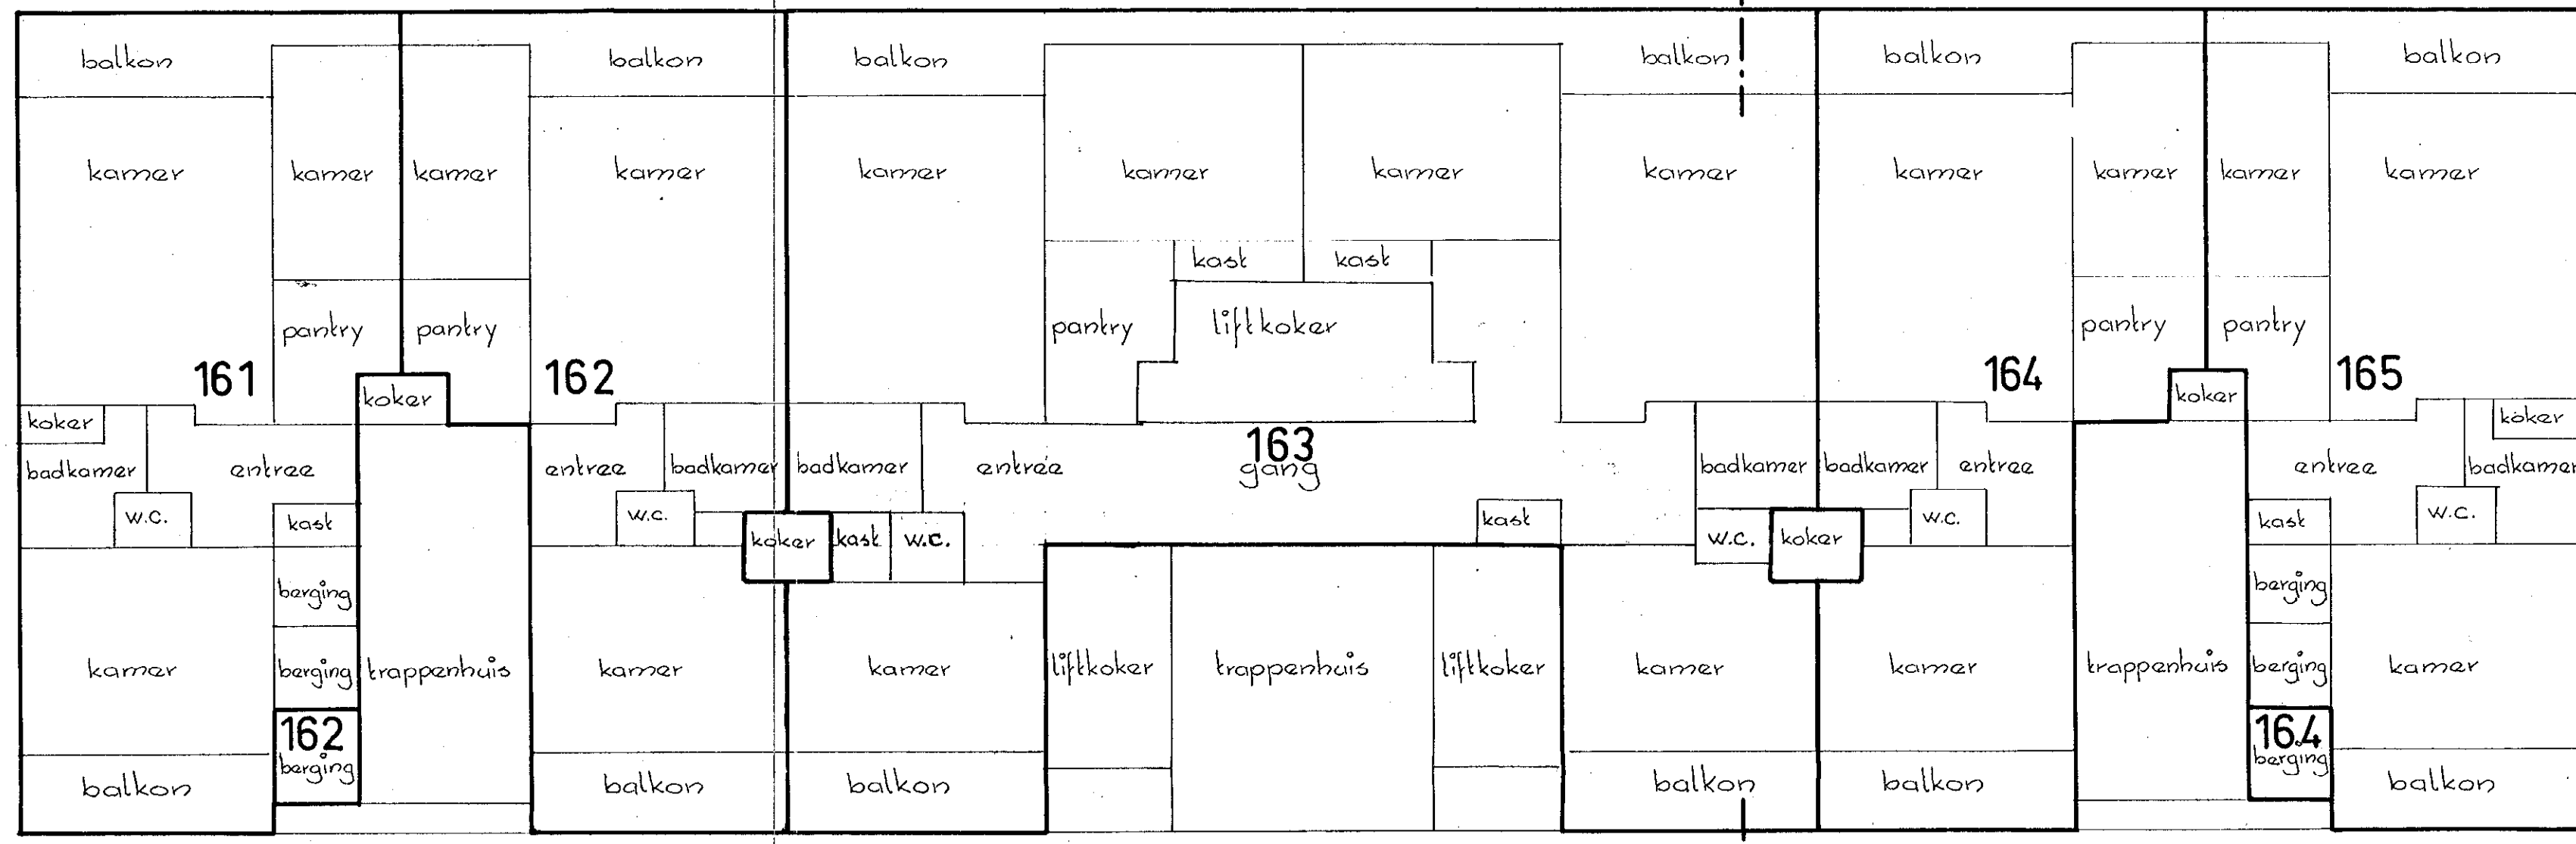 balkon balkon balkon balkon balkon balkon
kamer kamer kamer kamer kamer kamer kamer kamer kamer kamer kamer kamer
kast kast
pantry pantry pantry liftkoker pantry pantry
161 162 164 165
koker koker
koker koker
163
badkamer entree entree badkamer badkamer entree gang badkamer badkamer entree entree badkamer
w.c. kast w.c. kast w.c. kast w.c.
koker kast w.c. w.c. koker
berging berging
kamer berging trappenhuis kamer kamer liftkoker trappenhuis liftkoker kamer kamer trappenhuis berging kamer
162 164
berging berging
balkon balkon balkon balkon balkon balkon